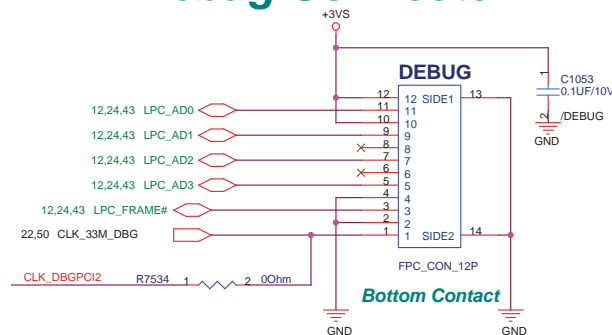 +3VS
DEBUG
1
C1053
0.1UF/10V
2
/DEBUG
GND
12 12 SIDE1 13
12,24,43 LPC_AD0 11 11
10 10
12,24,43 LPC_AD1 9 9
8 8
12,24,43 LPC_AD2 7 7
6 6
12,24,43 LPC_AD3 5 5
4 4
12,24,43 LPC_FRAME# 3 3
2 2
22,50 CLK_33M_DBG 1 1 SIDE2 14
FPC_CON_12P
CLK_DBGPCI2 R7534 1 2 0Ohm
Bottom Contact
GND GND